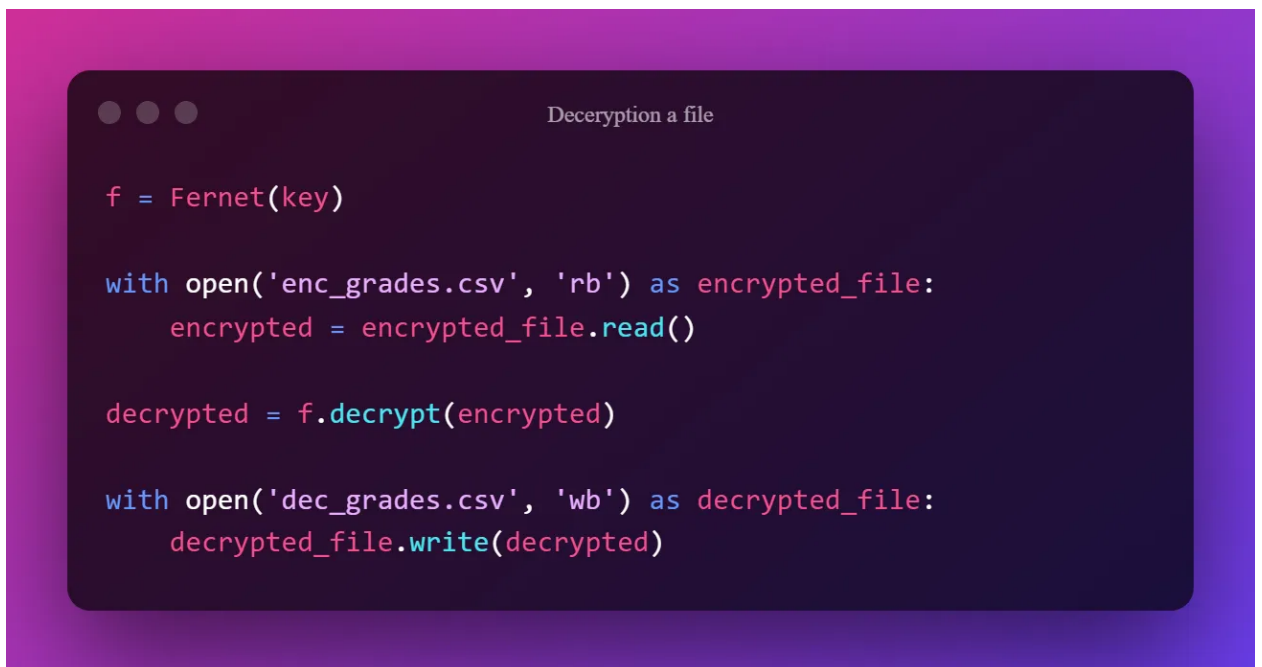 Deceryption a file
f = Fernet(key)
with open('enc_grades.csv', 'rb') as encrypted_file:
    encrypted = encrypted_file.read()
decrypted = f.decrypt(encrypted)
with open('dec_grades.csv', 'wb') as decrypted_file:
    decrypted_file.write(decrypted)